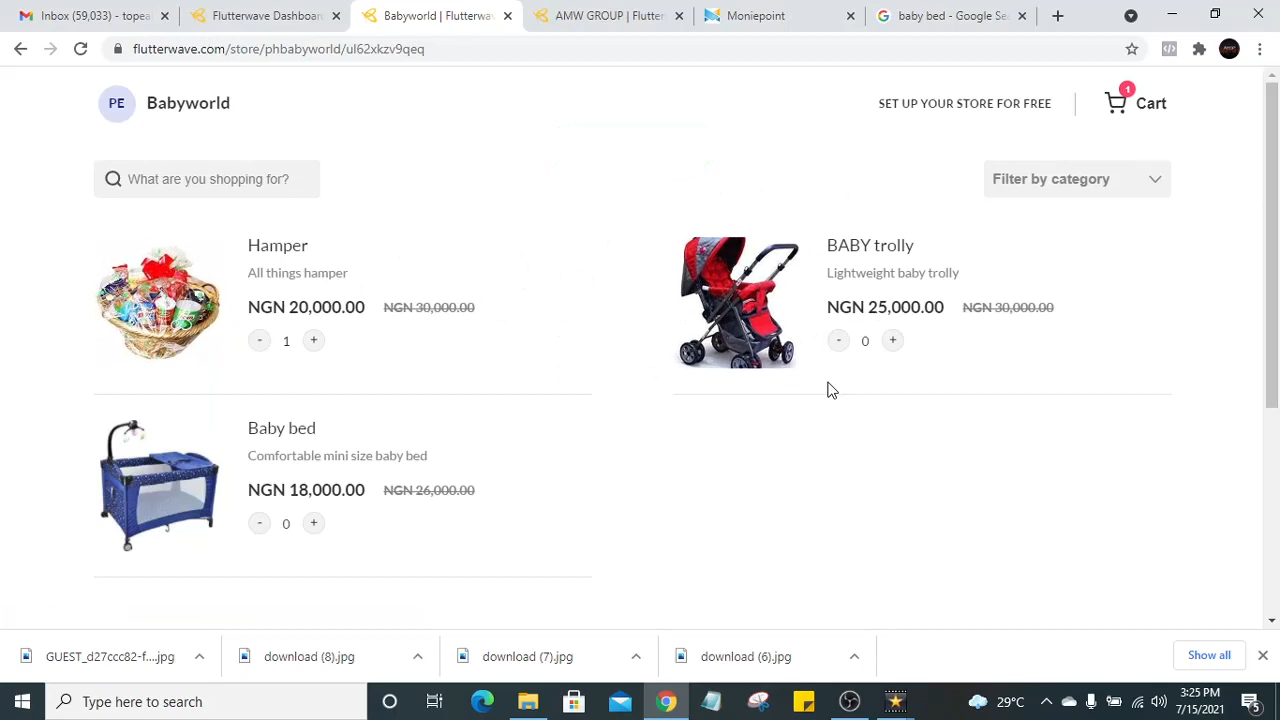 Inbox (59,033) - topea
Flutterwave Dashboard
Babyworld | Flutterwave
AMW GROUP | Flutter
Moniepoint
baby bed - Google Sea
flutterwave.com/store/phbabyworld/ul62xkzv9qeq
PE Babyworld
SET UP YOUR STORE FOR FREE
1
Cart
What are you shopping for?
Filter by category
Hamper
All things hamper
NGN 20,000.00 NGN 30,000.00
- 1 +
BABY trolly
Lightweight baby trolly
NGN 25,000.00 NGN 30,000.00
- 0 +
Baby bed
Comfortable mini size baby bed
NGN 18,000.00 NGN 26,000.00
- 0 +
GUEST_d27ccc82-f....jpg
download (8).jpg
download (7).jpg
download (6).jpg
Show all
Type here to search
29°C
3:25 PM
7/15/2021
5